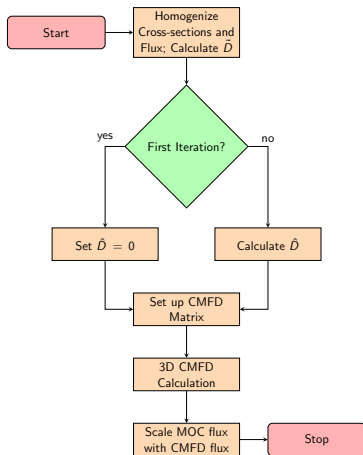 Start
Homogenize
Cross-sections and
Flux; Calculate D̃
First Iteration?
yes
no
Set D̂ = 0
Calculate D̂
Set up CMFD
Matrix
3D CMFD
Calculation
Scale MOC flux
with CMFD flux
Stop